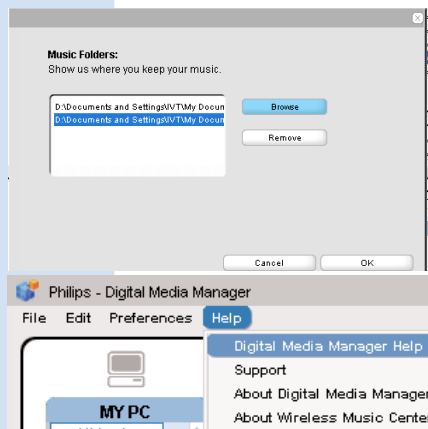 Music Folders:
Show us where you keep your music.
D:\Documents and Settings\IVT\My Docun
D:\Documents and Settings\IVT\My Docun
Browse
Remove
Cancel
OK
Philips - Digital Media Manager
File Edit Preferences Help
Digital Media Manager Help
Support
About Digital Media Manager
About Wireless Music Center
MY PC